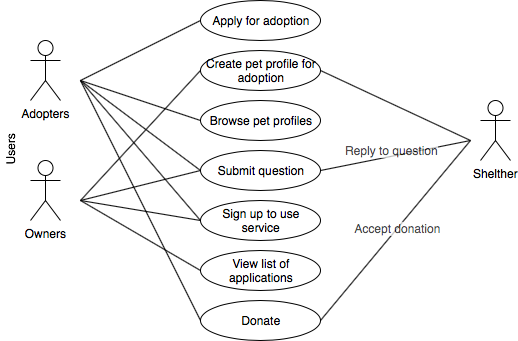 Apply for adoption
Create pet profile for
adoption
Adopters
Browse pet profiles
Users
Reply to question
Submit question
Shelther
Owners
Sign up to use
service
Accept donation
View list of
applications
Donate